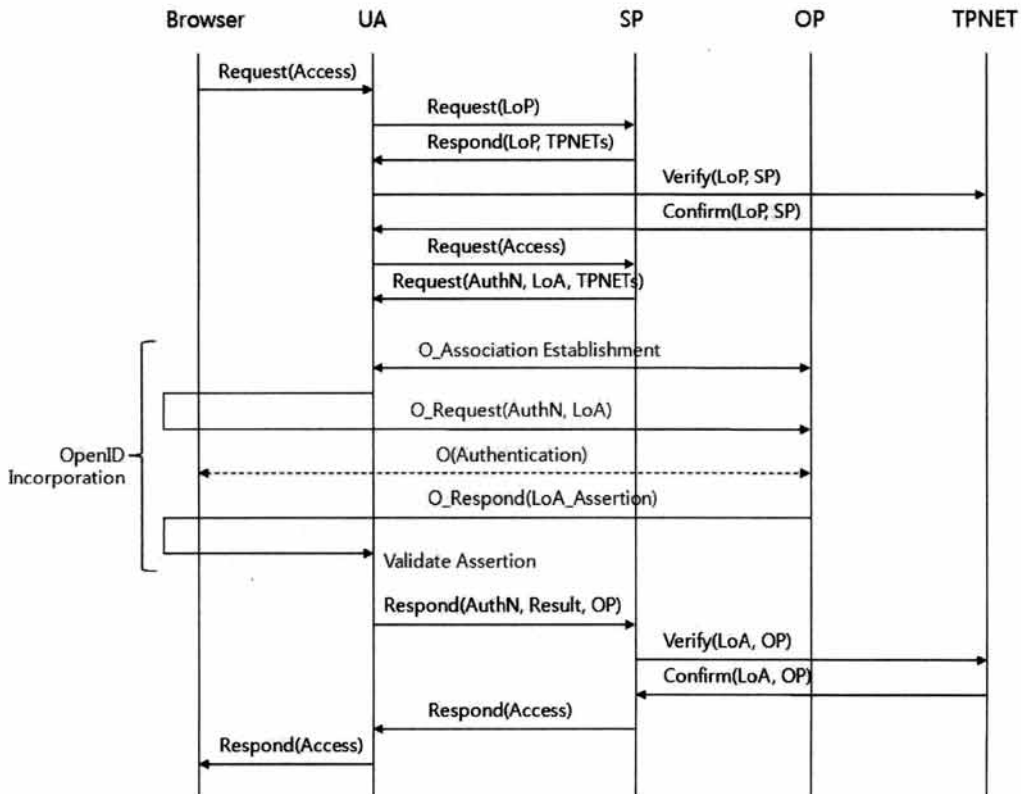 Browser UA SP OP TPNET
Request(Access)
Request(LoP)
Respond(LoP, TPNETs)
Verify(LoP, SP)
Confirm(LoP, SP)
Request(Access)
Request(AuthN, LoA, TPNETs)
O_Association Establishment
O_Request(AuthN, LoA)
OpenID
Incorporation
O(Authentication)
O_Respond(LoA_Assertion)
Validate Assertion
Respond(AuthN, Result, OP)
Verify(LoA, OP)
Confirm(LoA, OP)
Respond(Access)
Respond(Access)